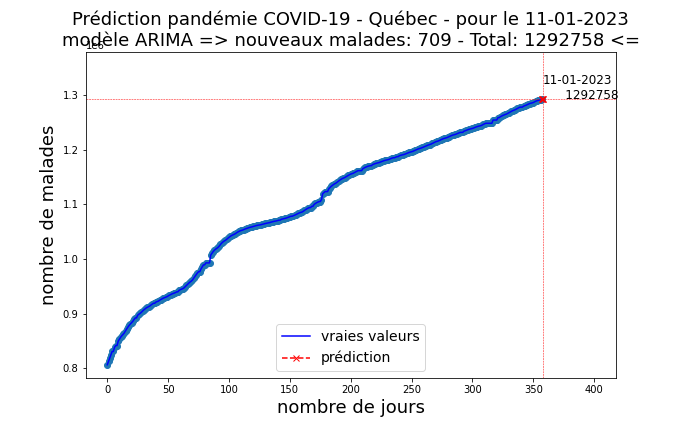 Prédiction pandémie COVID-19 - Québec - pour le 11-01-2023
modèle ARIMA => nouveaux malades: 709 - Total: 1292758 <=
1e6
11-01-2023
1292758
1.3
1.2
1.1
1.0
0.9
0.8
nombre de malades
vraies valeurs
prédiction
0 50 100 150 200 250 300 350 400
nombre de jours